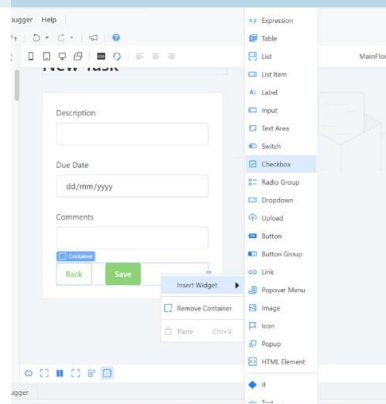 bugger Help
MainFlow
New Task
Description
Due Date
dd/mm/yyyy
Comments
Container
Back Save
Insert Widget
Remove Container
Paste Ctrl+V
Expression
Table
List
List Item
Label
Input
Text Area
Switch
Checkbox
Radio Group
Dropdown
Upload
Button
Button Group
Link
Popover Menu
Image
Icon
Popup
HTML Element
If
ugger